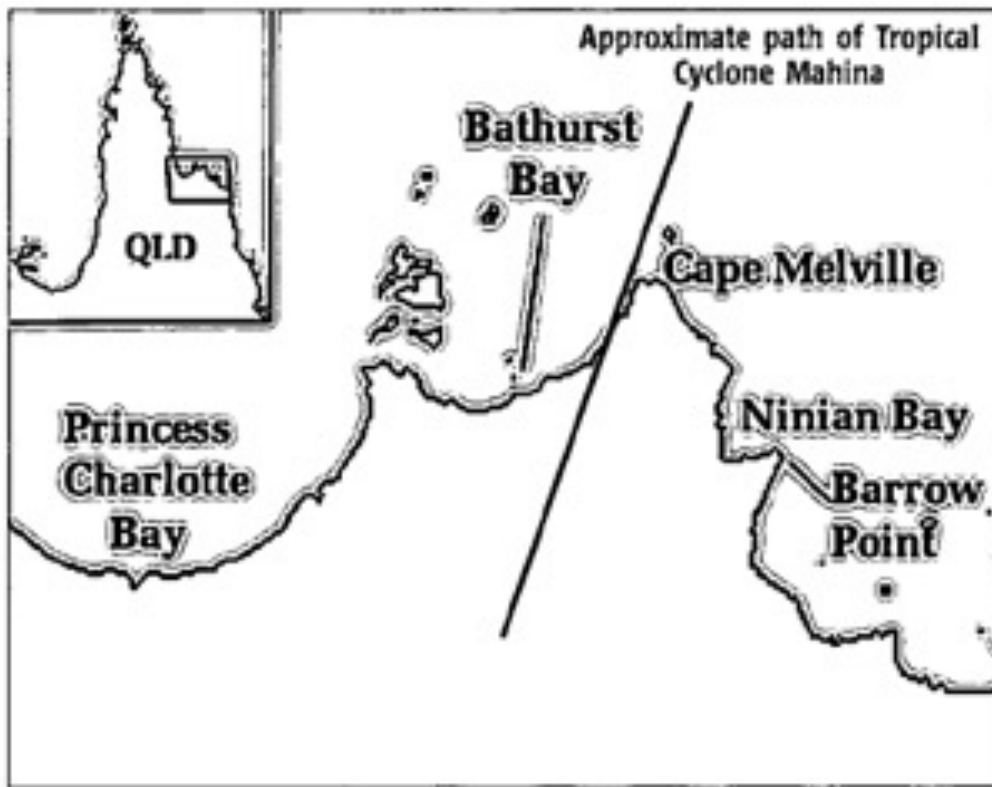 Approximate path of Tropical
Cyclone Mahina
Bathurst
Bay
QLD
Cape Melville
Princess
Charlotte
Bay
Ninian Bay
Barrow
Point